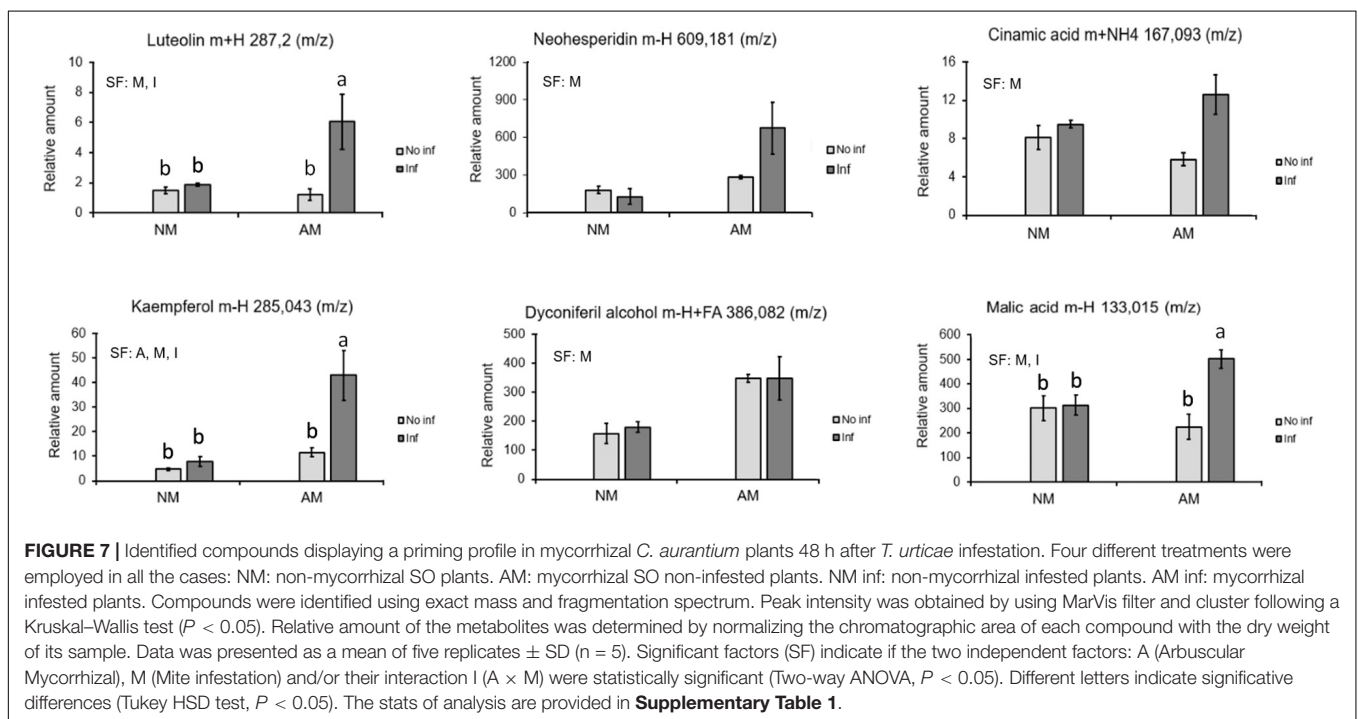 Luteolin m+H 287,2 (m/z)
10
8
6
4
2
0
Relative amount
SF: M, I
b
b
b
a
NM
AM
No inf
Inf
Neohesperidin m-H 609,181 (m/z)
1200
900
600
300
0
Relative amount
SF: M
NM
AM
No inf
Inf
Cinamic acid m+NH4 167,093 (m/z)
16
12
8
4
0
Relative amount
SF: M
NM
AM
No inf
Inf
Kaempferol m-H 285,043 (m/z)
60
50
40
30
20
10
0
Relative amount
SF: A, M, I
b
b
b
a
NM
AM
No inf
Inf
Dyconiferil alcohol m-H+FA 386,082 (m/z)
500
400
300
200
100
0
Relative amount
SF: M
NM
AM
No inf
Inf
Malic acid m-H 133,015 (m/z)
600
500
400
300
200
100
0
Relative amount
SF: M, I
b
b
b
a
NM
AM
No inf
Inf
FIGURE 7 | Identified compounds displaying a priming profile in mycorrhizal C. aurantium plants 48 h after T. urticae infestation. Four different treatments were
employed in all the cases: NM: non-mycorrhizal SO plants. AM: mycorrhizal SO non-infested plants. NM inf: non-mycorrhizal infested plants. AM inf: mycorrhizal
infested plants. Compounds were identified using exact mass and fragmentation spectrum. Peak intensity was obtained by using MarVis filter and cluster following a
Kruskal–Wallis test (P < 0.05). Relative amount of the metabolites was determined by normalizing the chromatographic area of each compound with the dry weight
of its sample. Data was presented as a mean of five replicates ± SD (n = 5). Significant factors (SF) indicate if the two independent factors: A (Arbuscular
Mycorrhizal), M (Mite infestation) and/or their interaction I (A × M) were statistically significant (Two-way ANOVA, P < 0.05). Different letters indicate significative
differences (Tukey HSD test, P < 0.05). The stats of analysis are provided in Supplementary Table 1.